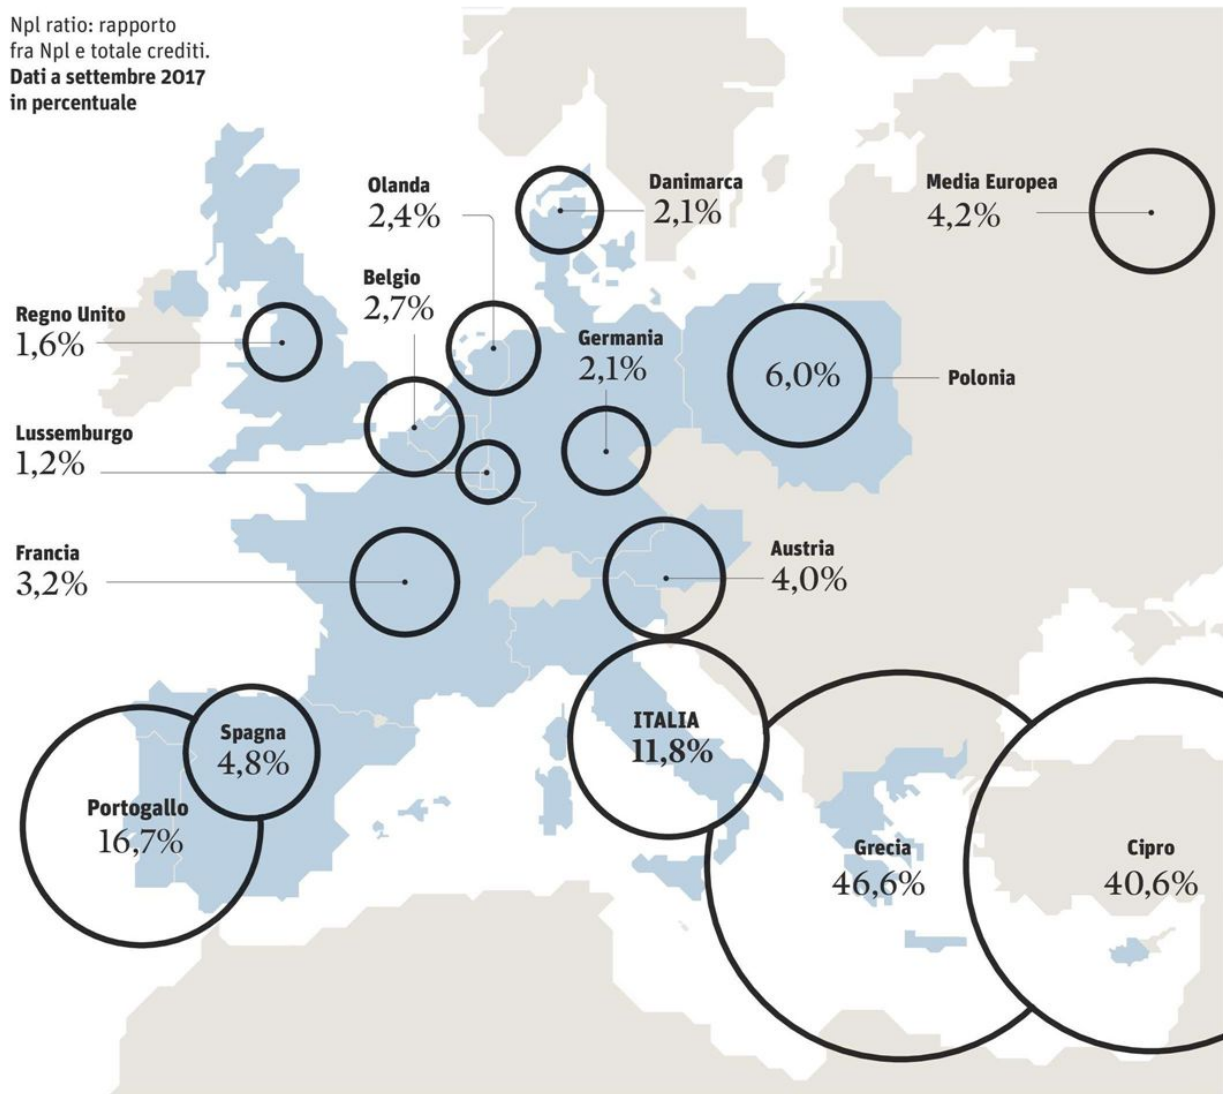 Npl ratio: rapporto
fra Npl e totale crediti.
Dati a settembre 2017
in percentuale
Olanda
2,4%
Danimarca
2,1%
Media Europea
4,2%
Belgio
2,7%
Regno Unito
1,6%
Germania
2,1%
6,0%
Polonia
Lussemburgo
1,2%
Francia
3,2%
Austria
4,0%
Spagna
4,8%
ITALIA
11,8%
Portogallo
16,7%
Grecia
46,6%
Cipro
40,6%